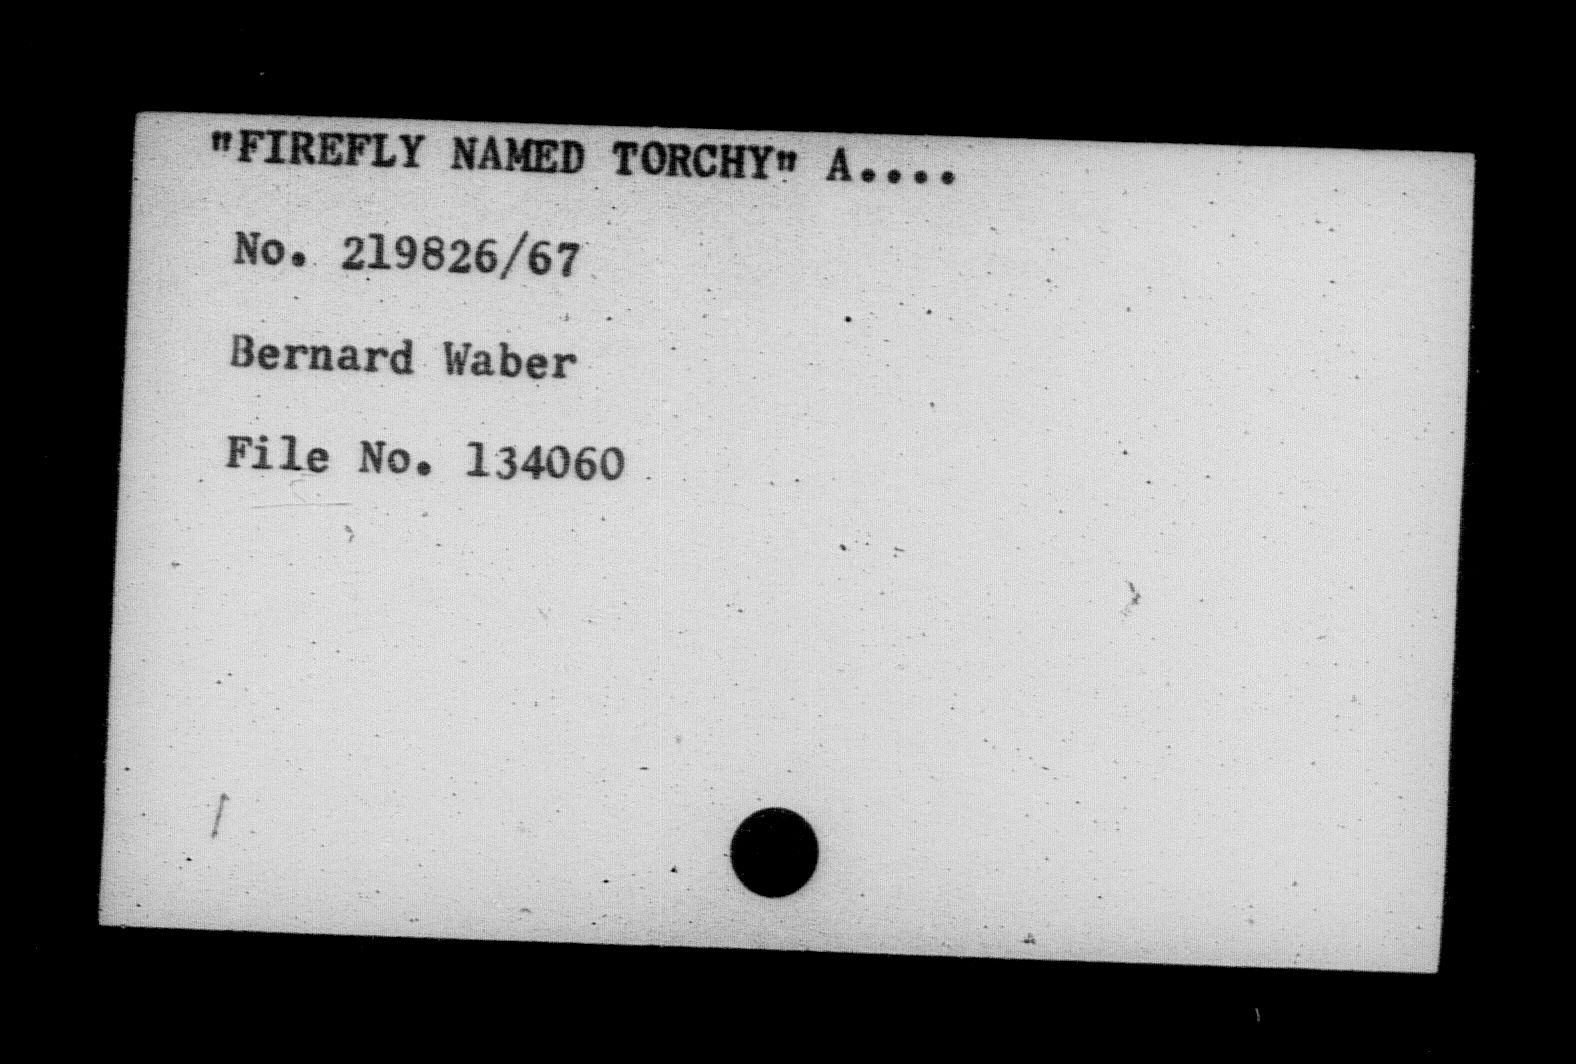 "FIREFLY NAMED TORCHY" A....
No. 219826/67
Bernard Waber
File No. 134060